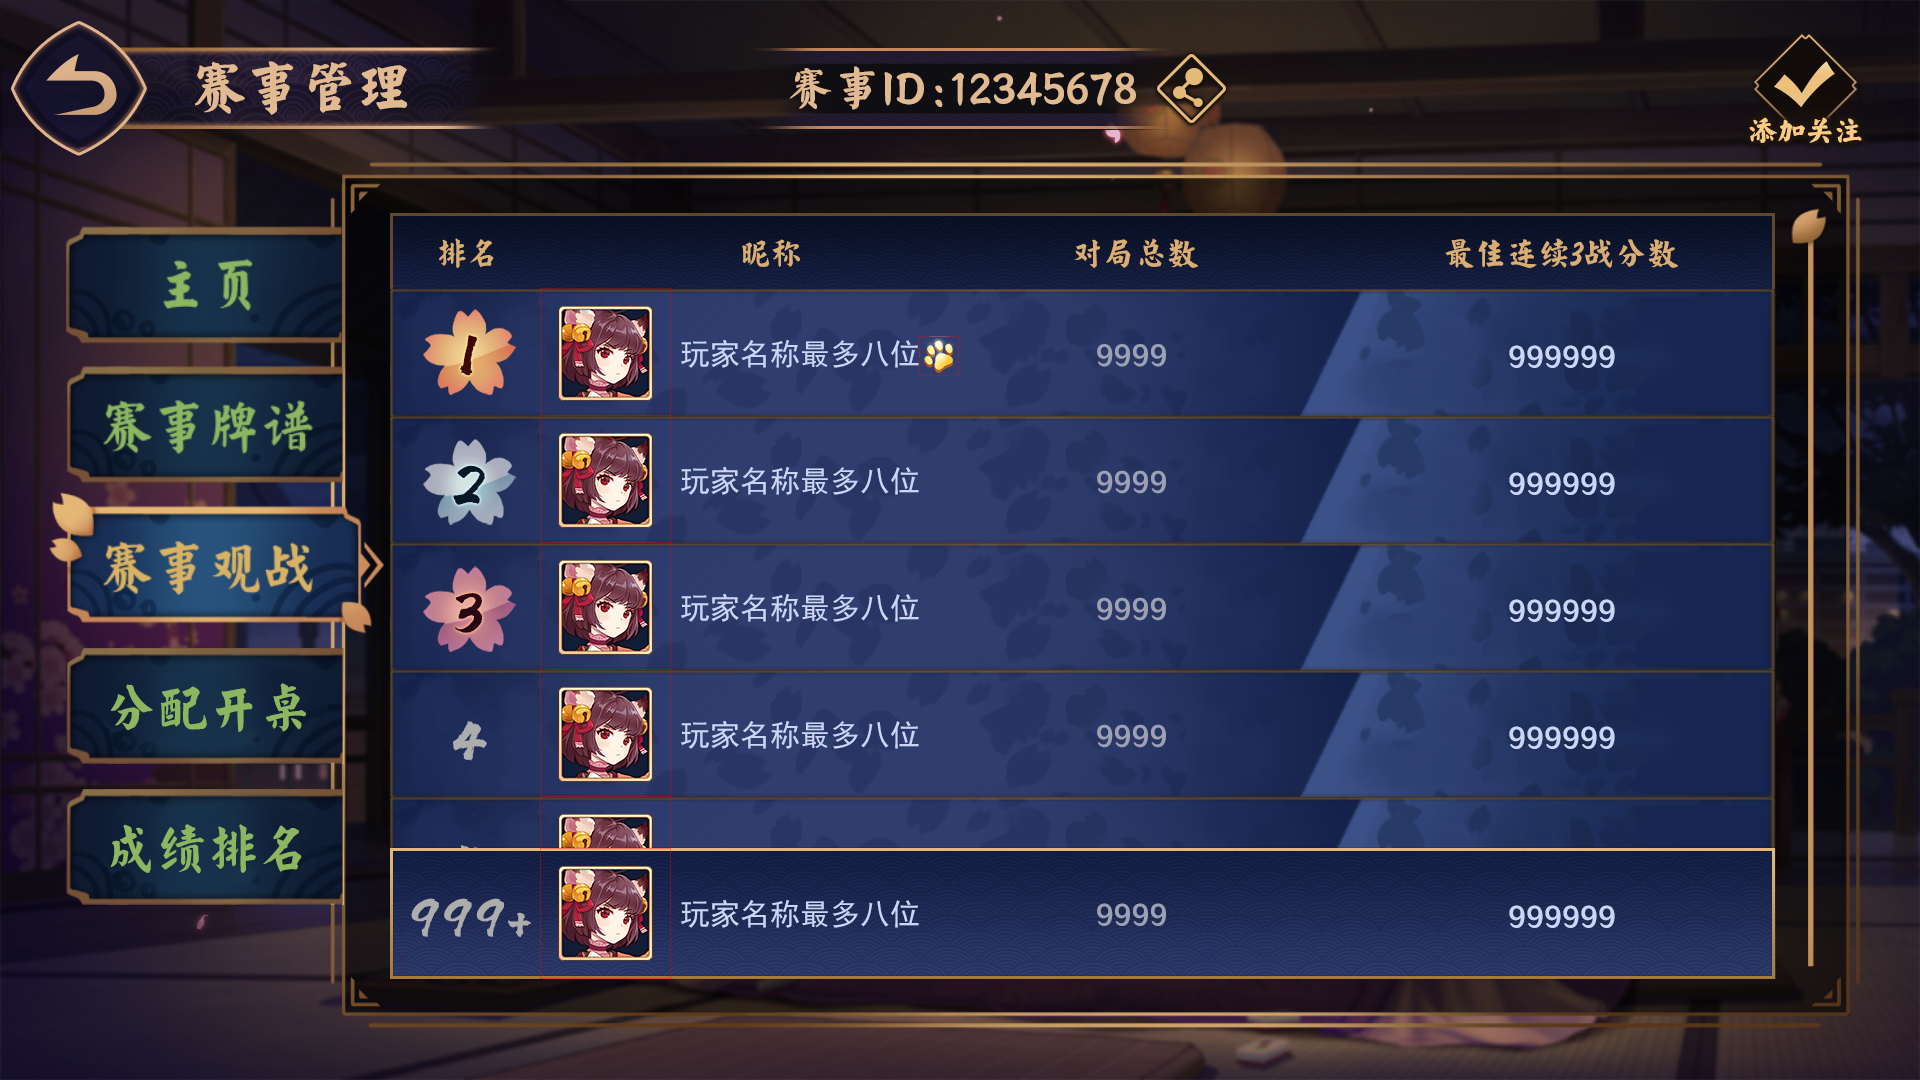 赛事管理
赛事ID:12345678
添加关注
主页
赛事牌谱
赛事观战
分配开桌
成绩排名
排名 昵称 对局总数 最佳连续3战分数
1 玩家名称最多八位 9999 999999
2 玩家名称最多八位 9999 999999
3 玩家名称最多八位 9999 999999
4 玩家名称最多八位 9999 999999
999+ 玩家名称最多八位 9999 999999